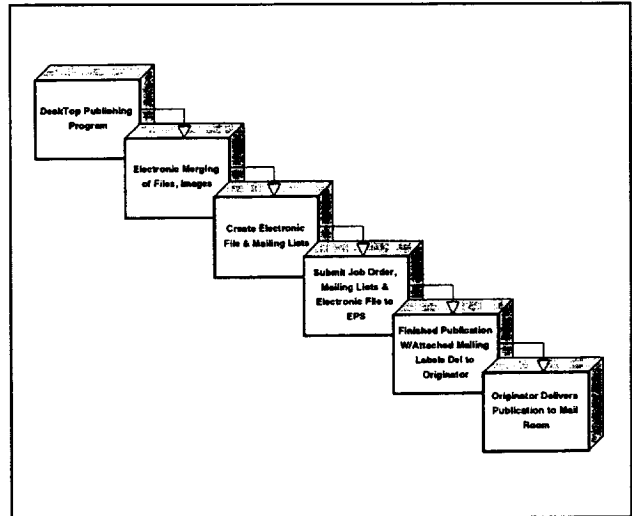 DeskTop Publishing
Program
Electronic Merging
of Files, Images
Create Electronic
File & Mailing Lists
Submit Job Order,
Mailing Lists &
Electronic File to
EPS
Finished Publication
W/Attached Mailing
Labels Del to
Originator
Originator Delivers
Publication to Mail
Room